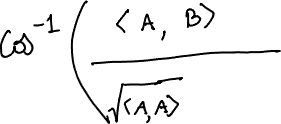 cos⁻¹ ( <A, B>
√<A,A>